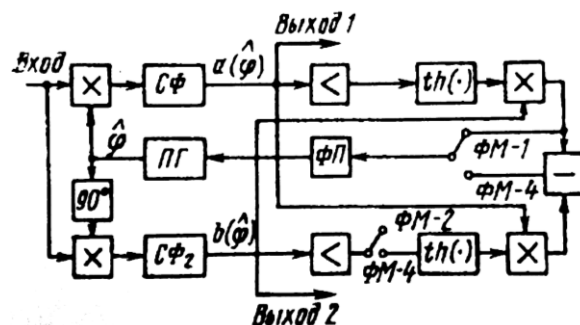 Выход 1
Вход
×
СФ
a(φ̂)
<
th(·)
×
φ̂
ПГ
ФП
ФМ-1
—
ФМ-4
90°
×
СФ₂
b(φ̂)
<
ФМ-2
ФМ-4
th(·)
×
Выход 2